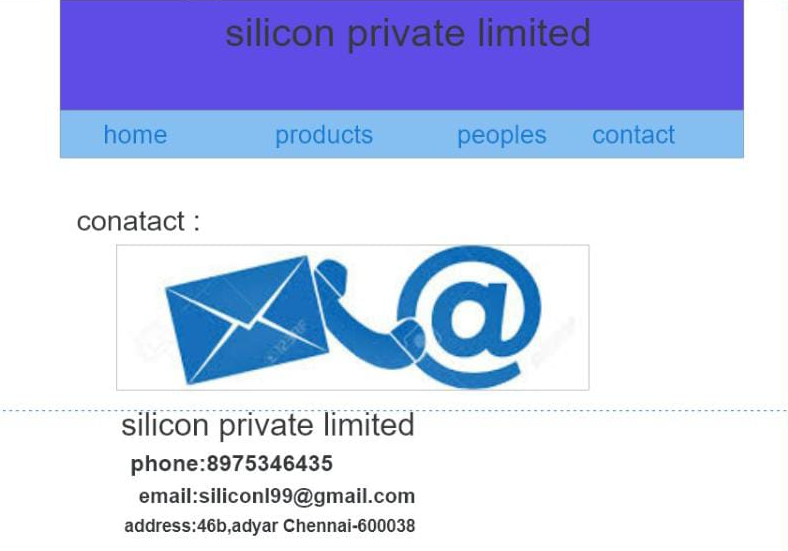 silicon private limited
home products peoples contact
conatact :
silicon private limited
phone:8975346435
email:siliconl99@gmail.com
address:46b,adyar Chennai-600038